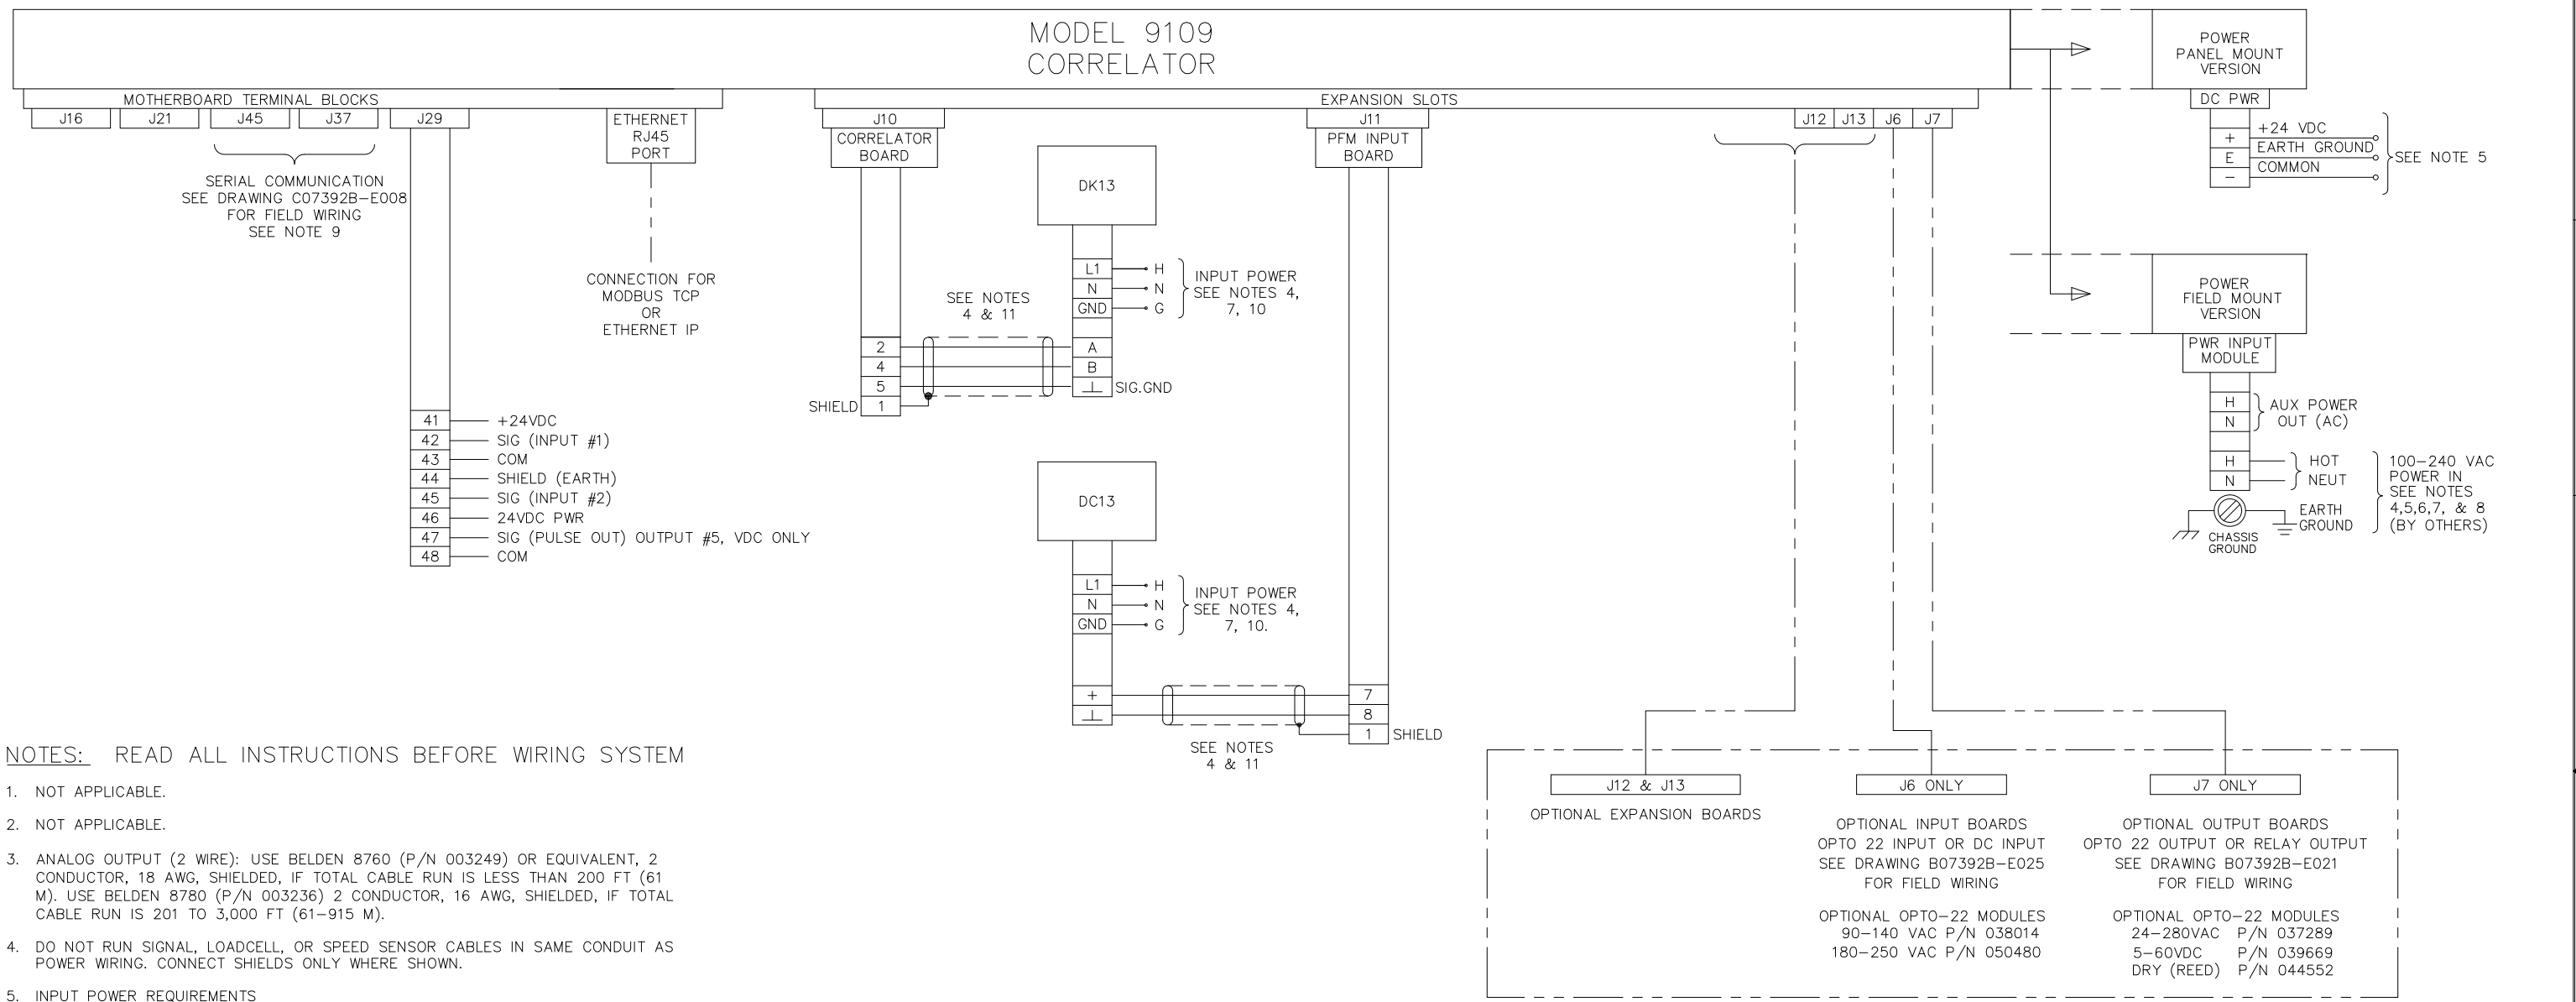 MODEL 9109
CORRELATOR
MOTHERBOARD TERMINAL BLOCKS
J16
J21
J45
J37
J29
SERIAL COMMUNICATION
SEE DRAWING C07392B-E008
FOR FIELD WIRING
SEE NOTE 9
ETHERNET
RJ45
PORT
CONNECTION FOR
MODBUS TCP
OR
ETHERNET IP
41 +24VDC
42 SIG (INPUT #1)
43 COM
44 SHIELD (EARTH)
45 SIG (INPUT #2)
46 24VDC PWR
47 SIG (PULSE OUT) OUTPUT #5, VDC ONLY
48 COM
EXPANSION SLOTS
J10
CORRELATOR
BOARD
J11
PFM INPUT
BOARD
J12
J13
J6
J7
DK13
L1 H
N N
GND G
INPUT POWER
SEE NOTES 4,
7, 10
SEE NOTES
4 & 11
2
4
5
SHIELD 1
A
B
⊥ SIG.GND
DC13
L1 H
N N
GND G
INPUT POWER
SEE NOTES 4,
7, 10.
+
⊥
7
8
1 SHIELD
SEE NOTES
4 & 11
POWER
PANEL MOUNT
VERSION
DC PWR
+ +24 VDC
E EARTH GROUND
- COMMON
SEE NOTE 5
POWER
FIELD MOUNT
VERSION
PWR INPUT
MODULE
H
N
AUX POWER
OUT (AC)
H HOT
N NEUT
EARTH
GROUND
CHASSIS
GROUND
100-240 VAC
POWER IN
SEE NOTES
4,5,6,7, & 8
(BY OTHERS)
J12 & J13
OPTIONAL EXPANSION BOARDS
J6 ONLY
OPTIONAL INPUT BOARDS
OPTO 22 INPUT OR DC INPUT
SEE DRAWING B07392B-E025
FOR FIELD WIRING
OPTIONAL OPTO-22 MODULES
90-140 VAC P/N 038014
180-250 VAC P/N 050480
J7 ONLY
OPTIONAL OUTPUT BOARDS
OPTO 22 OUTPUT OR RELAY OUTPUT
SEE DRAWING B07392B-E021
FOR FIELD WIRING
OPTIONAL OPTO-22 MODULES
24-280VAC P/N 037289
5-60VDC P/N 039669
DRY (REED) P/N 044552
NOTES: READ ALL INSTRUCTIONS BEFORE WIRING SYSTEM
1. NOT APPLICABLE.
2. NOT APPLICABLE.
3. ANALOG OUTPUT (2 WIRE): USE BELDEN 8760 (P/N 003249) OR EQUIVALENT, 2
CONDUCTOR, 18 AWG, SHIELDED, IF TOTAL CABLE RUN IS LESS THAN 200 FT (61
M). USE BELDEN 8780 (P/N 003236) 2 CONDUCTOR, 16 AWG, SHIELDED, IF TOTAL
CABLE RUN IS 201 TO 3,000 FT (61-915 M).
4. DO NOT RUN SIGNAL, LOADCELL, OR SPEED SENSOR CABLES IN SAME CONDUIT AS
POWER WIRING. CONNECT SHIELDS ONLY WHERE SHOWN.
5. INPUT POWER REQUIREMENTS